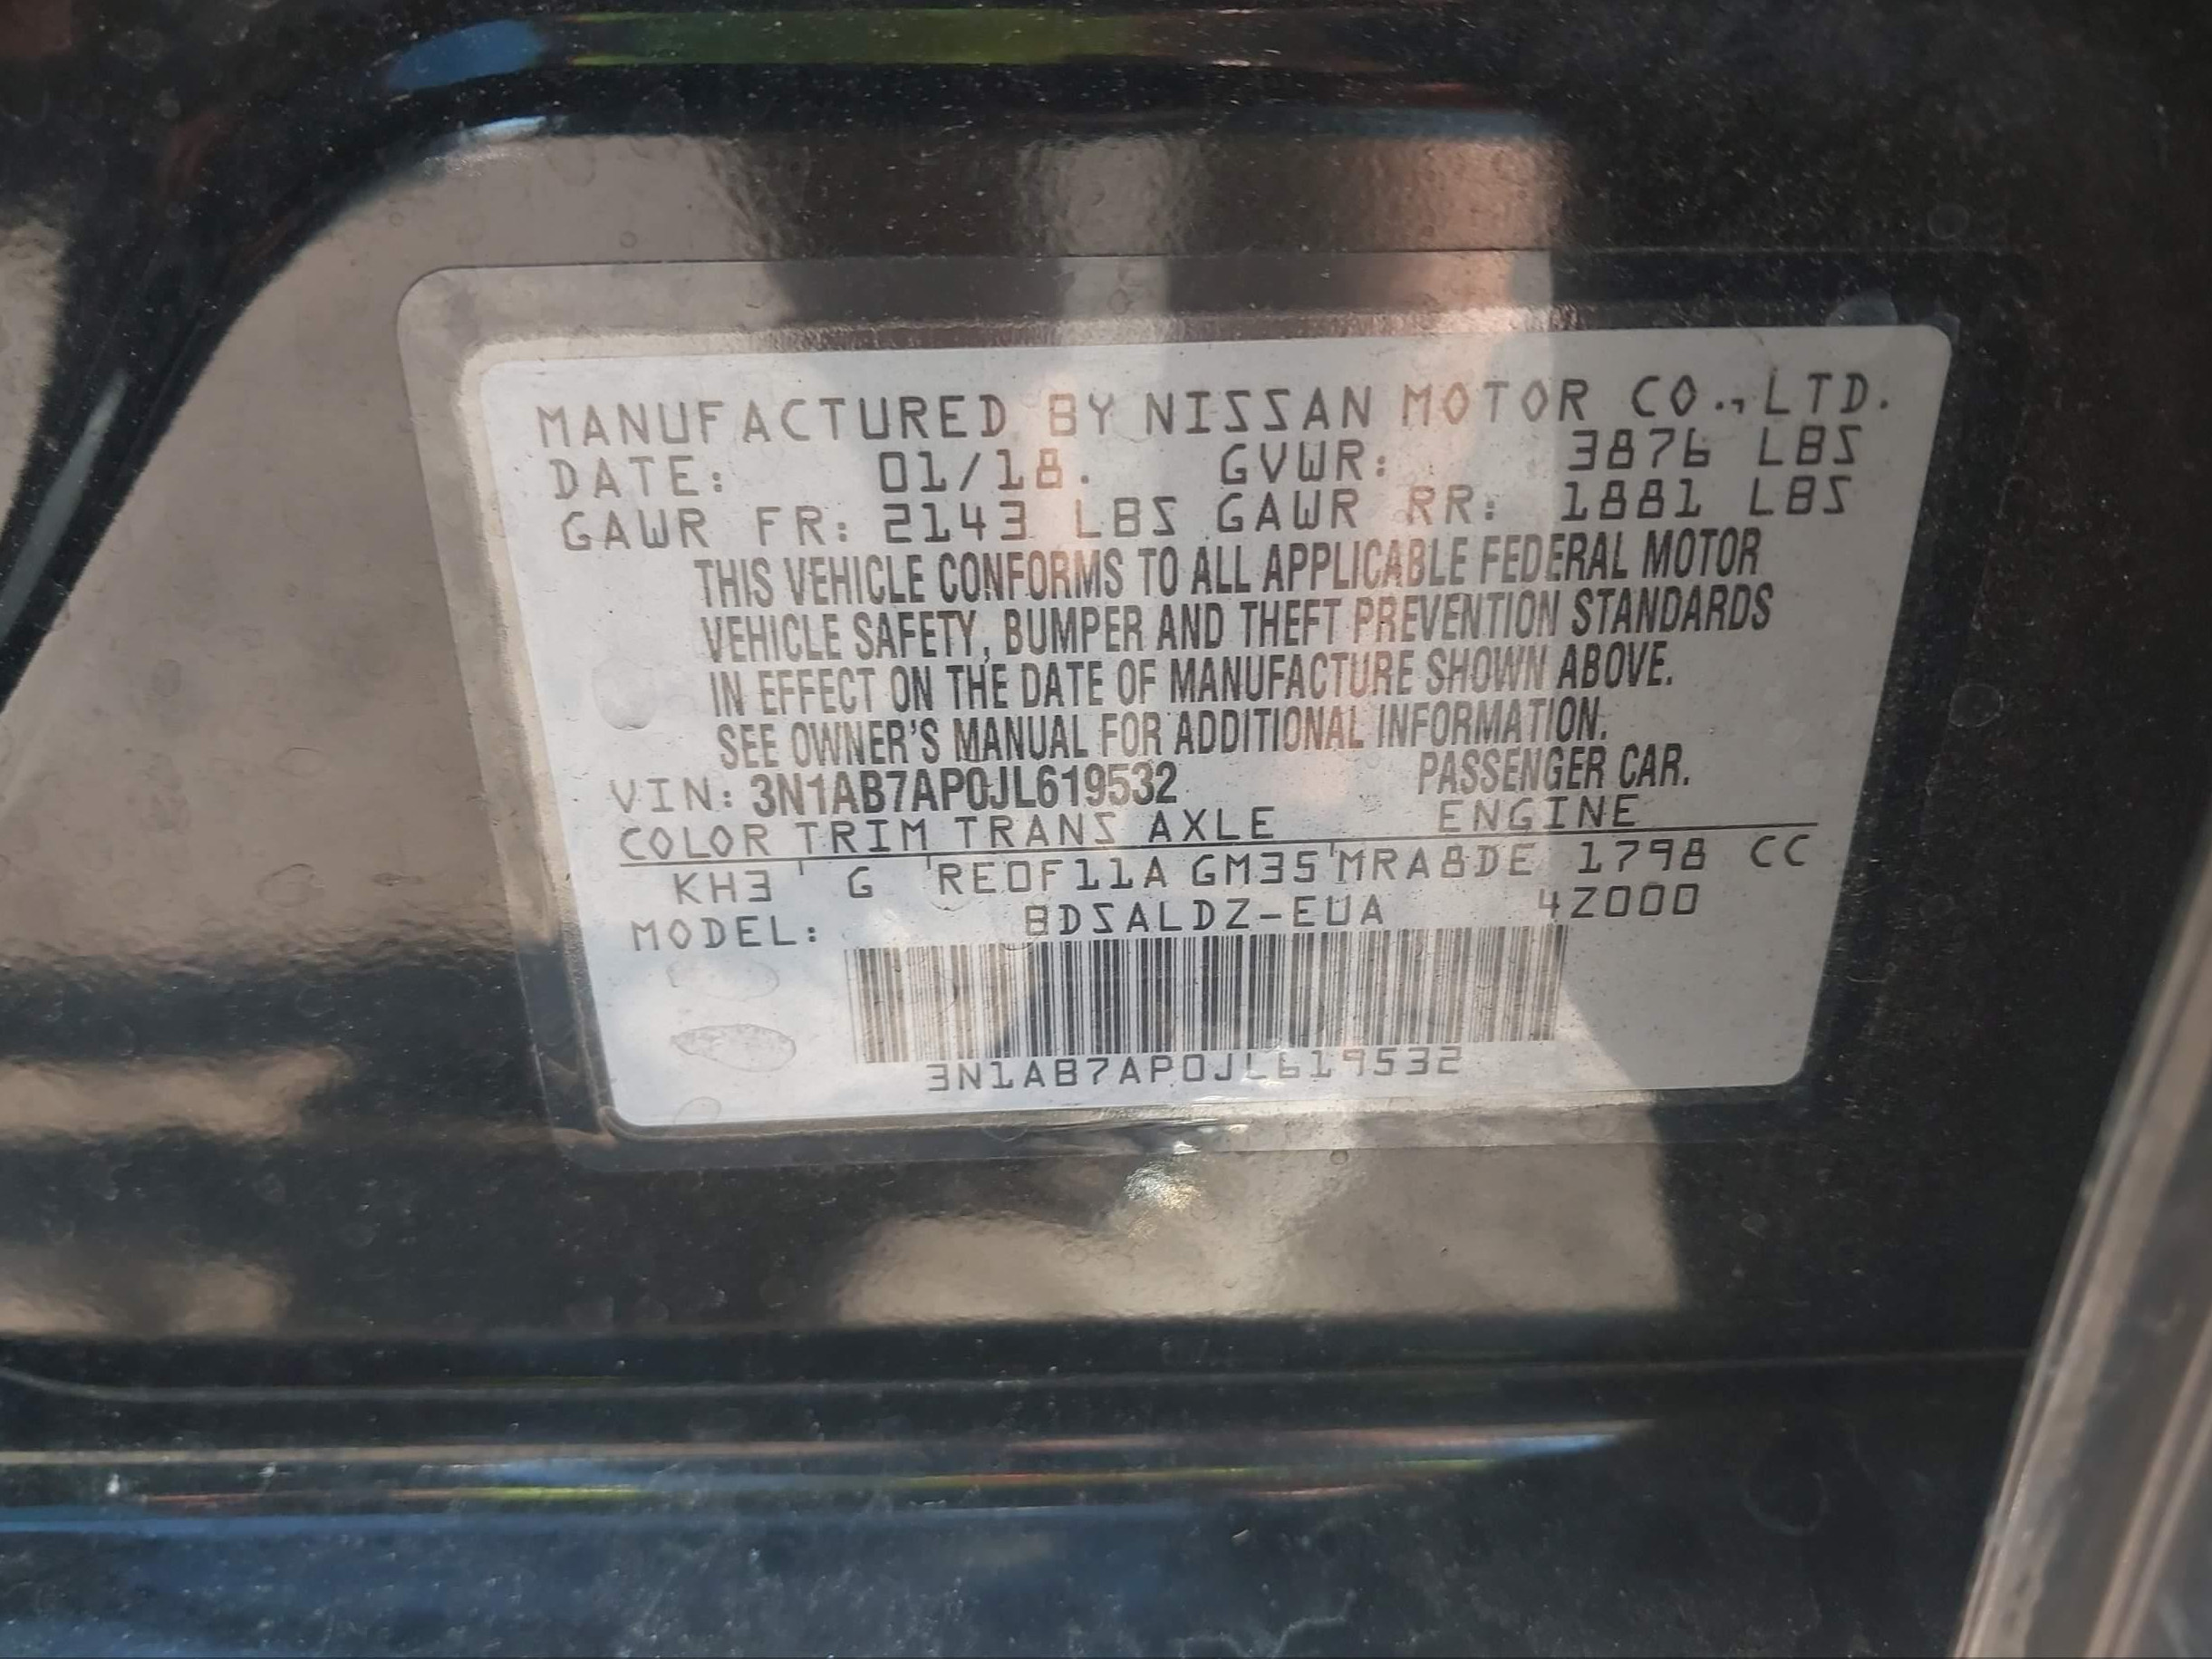 MANUFACTURED BY NISSAN MOTOR CO., LTD.
DATE: 01/18. GVWR: 3876 LBS
GAWR FR: 2143 LBS GAWR RR: 1881 LBS
THIS VEHICLE CONFORMS TO ALL APPLICABLE FEDERAL MOTOR
VEHICLE SAFETY, BUMPER AND THEFT PREVENTION STANDARDS
IN EFFECT ON THE DATE OF MANUFACTURE SHOWN ABOVE.
SEE OWNER'S MANUAL FOR ADDITIONAL INFORMATION.
VIN: 3N1AB7AP0JL619532 PASSENGER CAR.
COLOR TRIM TRANS AXLE ENGINE
KH3 G RE0F11A GM35 MRA8DE 1798 CC
MODEL: BDSALDZ-EUA 4Z000
3N1AB7AP0JL619532